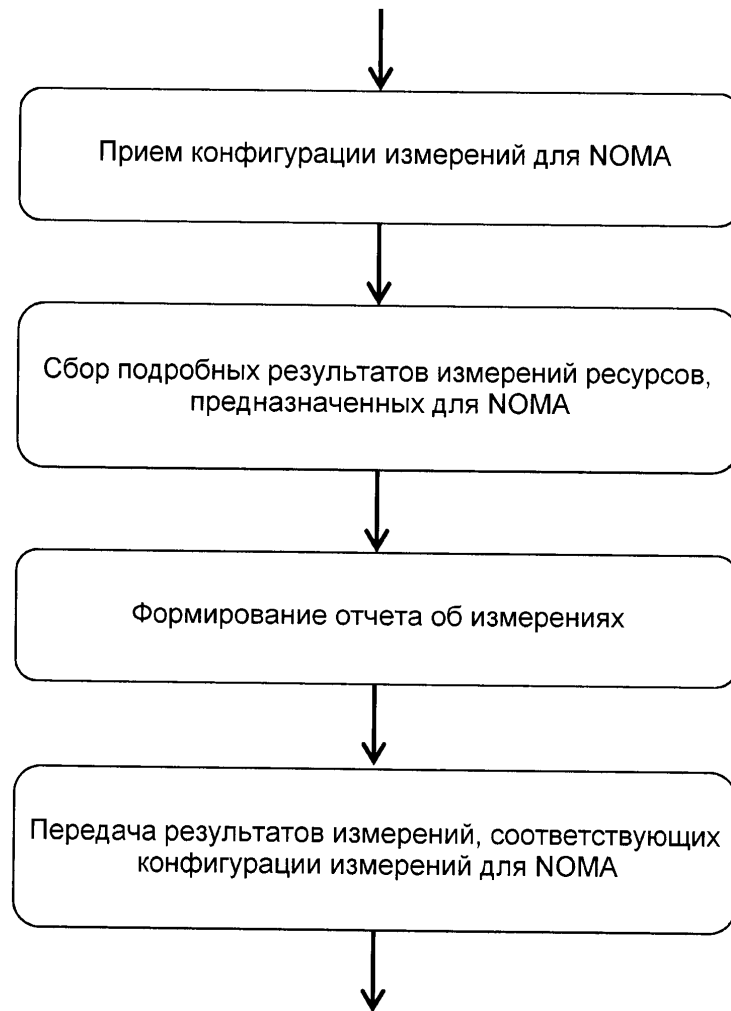 Прием конфигурации измерений для NOMA
Сбор подробных результатов измерений ресурсов,
предназначенных для NOMA
Формирование отчета об измерениях
Передача результатов измерений, соответствующих
конфигурации измерений для NOMA